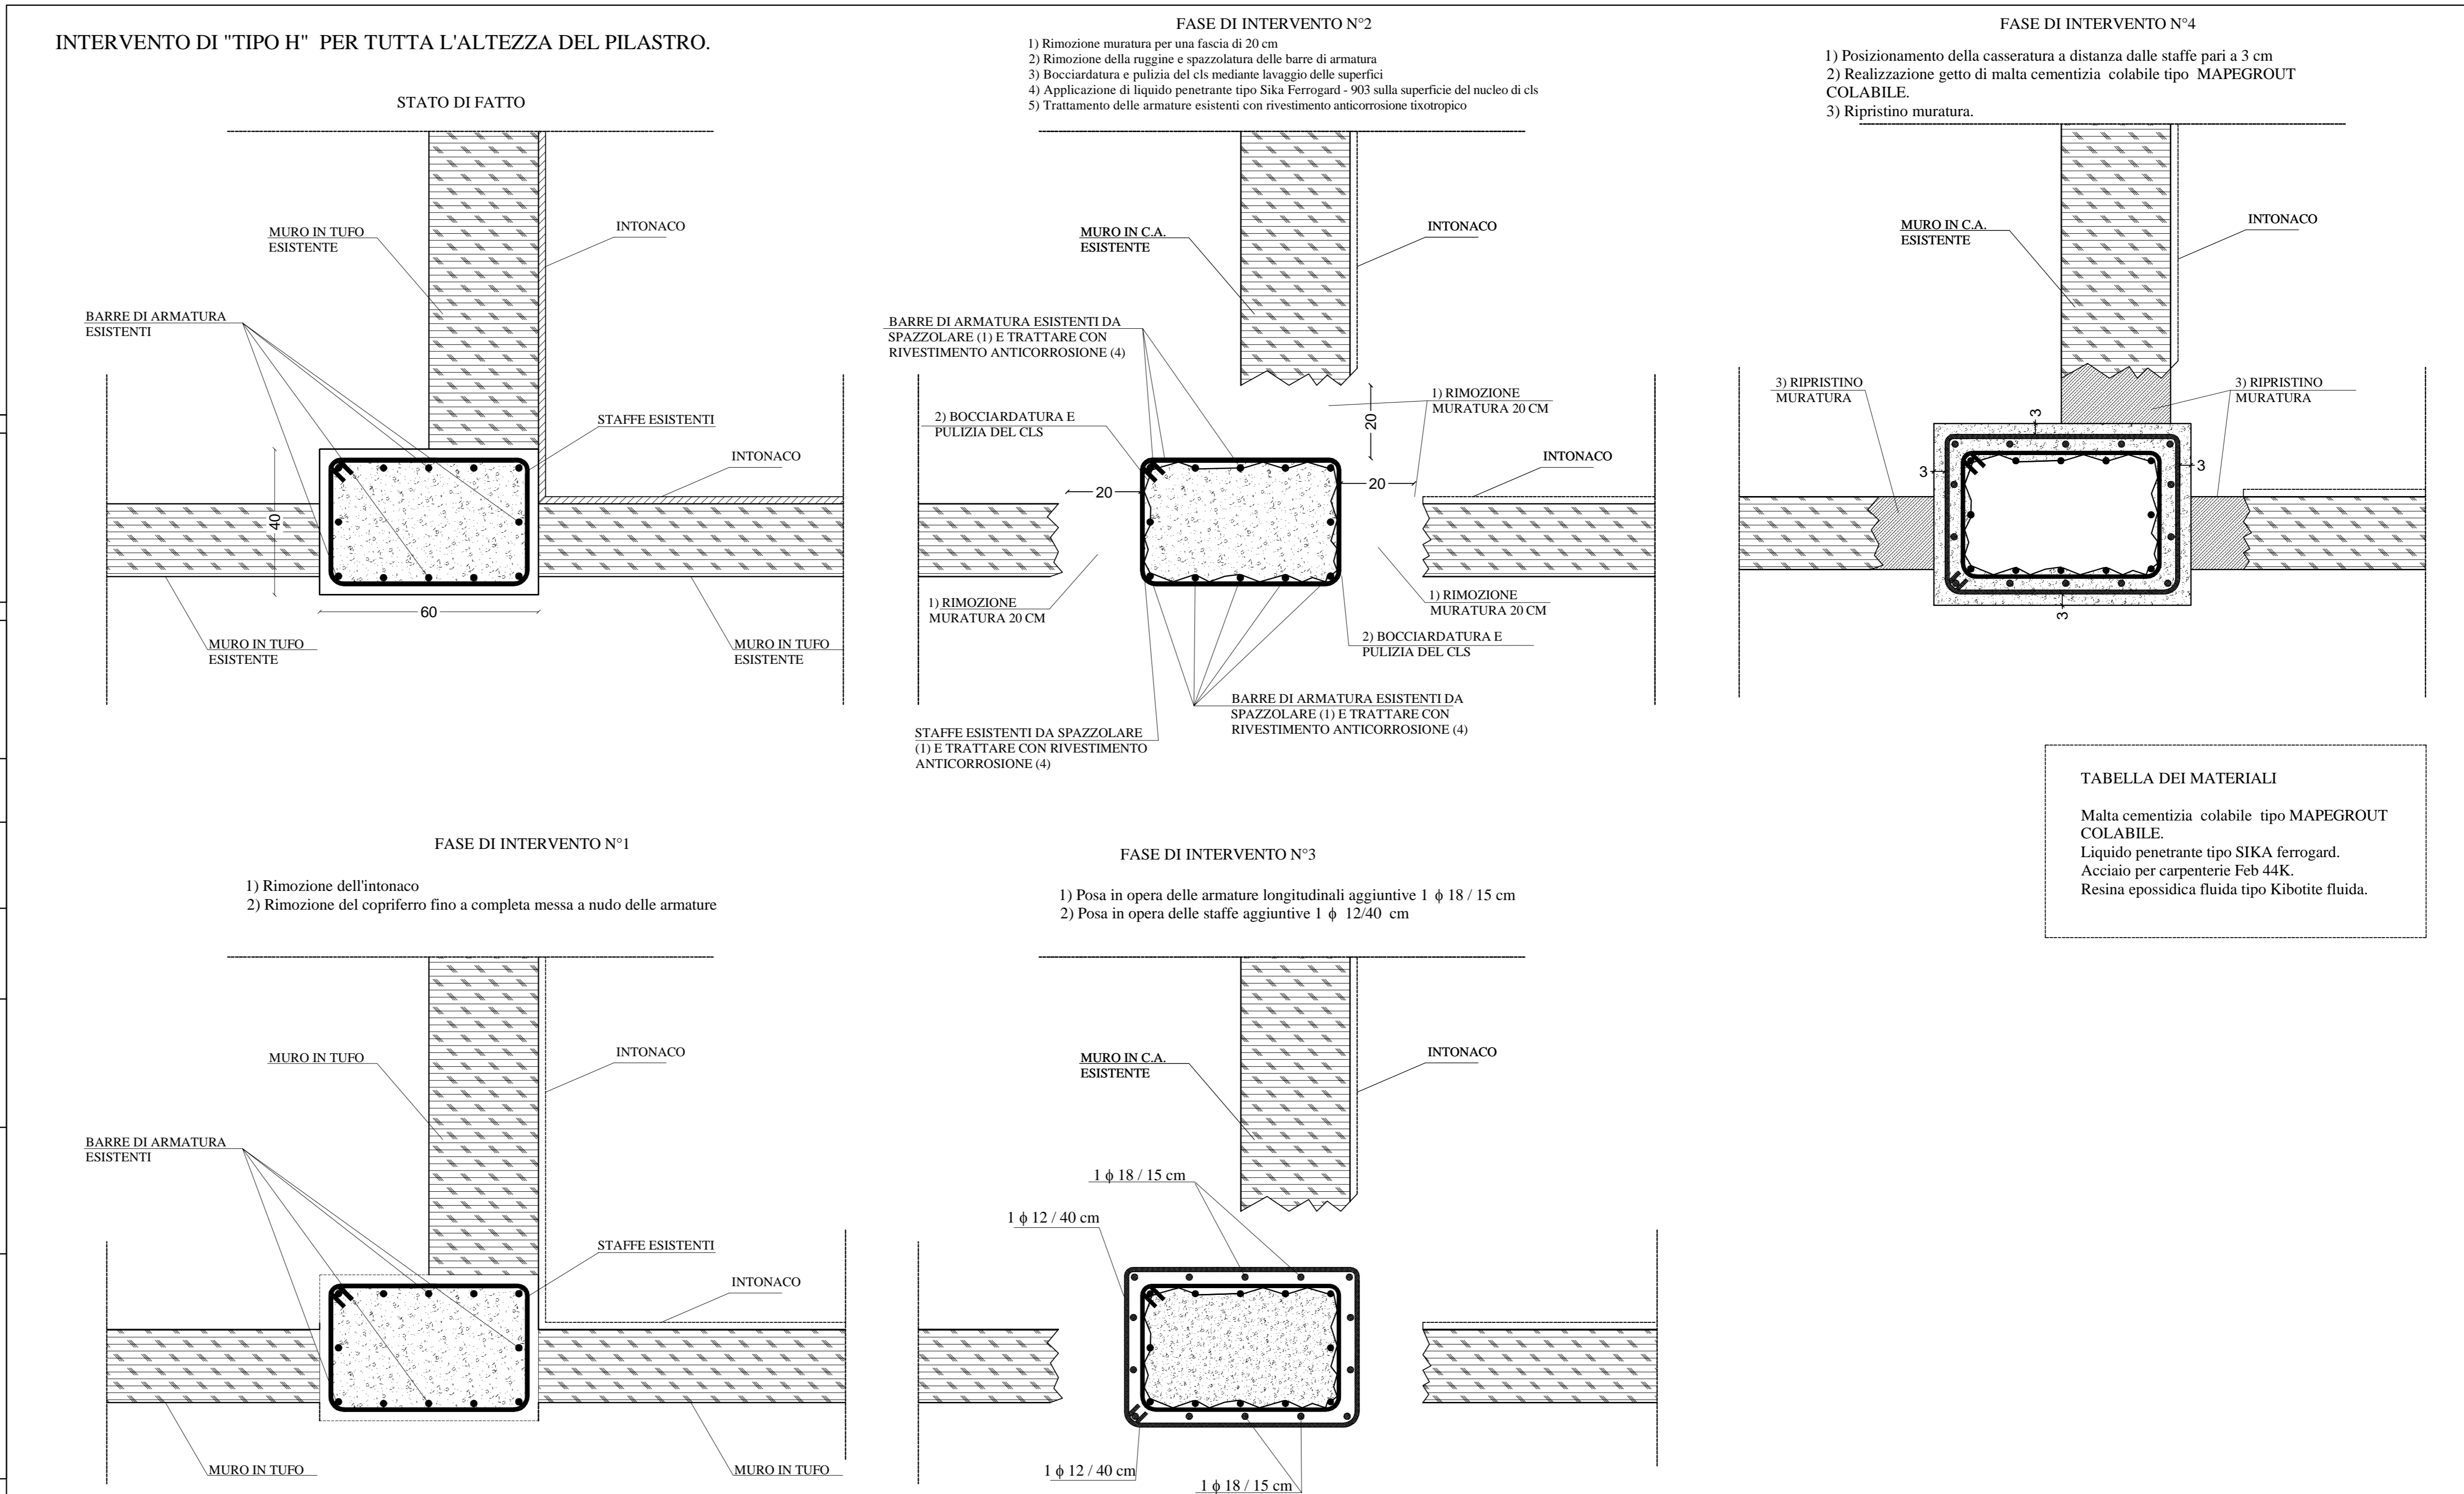 INTERVENTO DI "TIPO H" PER TUTTA L'ALTEZZA DEL PILASTRO.
STATO DI FATTO
MURO IN TUFO
ESISTENTE
INTONACO
BARRE DI ARMATURA
ESISTENTI
STAFFE ESISTENTI
INTONACO
40
60
MURO IN TUFO
ESISTENTE
MURO IN TUFO
ESISTENTE
FASE DI INTERVENTO N°1
1) Rimozione dell'intonaco
2) Rimozione del copriferro fino a completa messa a nudo delle armature
MURO IN TUFO
INTONACO
BARRE DI ARMATURA
ESISTENTI
STAFFE ESISTENTI
INTONACO
MURO IN TUFO
MURO IN TUFO
FASE DI INTERVENTO N°2
1) Rimozione muratura per una fascia di 20 cm
2) Rimozione della ruggine e spazzolatura delle barre di armatura
3) Bocciardatura e pulizia del cls mediante lavaggio delle superfici
4) Applicazione di liquido penetrante tipo Sika Ferrogard - 903 sulla superficie del nucleo di cls
5) Trattamento delle armature esistenti con rivestimento anticorrosione tixotropico
MURO IN C.A.
ESISTENTE
INTONACO
BARRE DI ARMATURA ESISTENTI DA
SPAZZOLARE (1) E TRATTARE CON
RIVESTIMENTO ANTICORROSIONE (4)
1) RIMOZIONE
MURATURA 20 CM
2) BOCCIARDATURA E
PULIZIA DEL CLS
20
INTONACO
20
20
1) RIMOZIONE
MURATURA 20 CM
1) RIMOZIONE
MURATURA 20 CM
2) BOCCIARDATURA E
PULIZIA DEL CLS
BARRE DI ARMATURA ESISTENTI DA
SPAZZOLARE (1) E TRATTARE CON
RIVESTIMENTO ANTICORROSIONE (4)
STAFFE ESISTENTI DA SPAZZOLARE
(1) E TRATTARE CON RIVESTIMENTO
ANTICORROSIONE (4)
FASE DI INTERVENTO N°3
1) Posa in opera delle armature longitudinali aggiuntive 1 ϕ 18 / 15 cm
2) Posa in opera delle staffe aggiuntive 1 ϕ 12/40 cm
MURO IN C.A.
ESISTENTE
INTONACO
1 ϕ 18 / 15 cm
1 ϕ 12 / 40 cm
1 ϕ 12 / 40 cm
1 ϕ 18 / 15 cm
FASE DI INTERVENTO N°4
1) Posizionamento della casseratura a distanza dalle staffe pari a 3 cm
2) Realizzazione getto di malta cementizia colabile tipo MAPEGROUT
COLABILE.
3) Ripristino muratura.
MURO IN C.A.
ESISTENTE
INTONACO
3) RIPRISTINO
MURATURA
3) RIPRISTINO
MURATURA
3
3
3
3
TABELLA DEI MATERIALI
Malta cementizia colabile tipo MAPEGROUT
COLABILE.
Liquido penetrante tipo SIKA ferrogard.
Acciaio per carpenterie Feb 44K.
Resina epossidica fluida tipo Kibotite fluida.